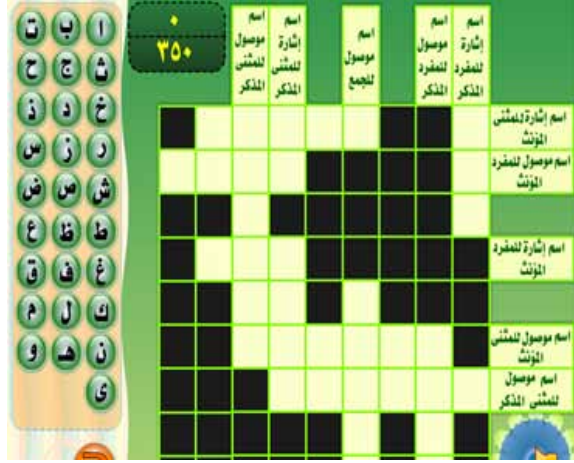 اسم
إشارة
للمفرد
المذكر
اسم
موصول
للمفرد
المذكر
اسم
موصول
للجمع
اسم
إشارة
للمثنى
المذكر
اسم
موصول
للمثنى
المذكر
٠
٣٥٠
اسم إشارة للمثنى
المؤنث
اسم موصول للمفرد
المؤنث
اسم إشارة للمفرد
المؤنث
اسم موصول للمثنى
المؤنث
اسم موصول
للمثنى المذكر
ا ب ت
ث ج ح
خ د ذ
ر ز س
ش ص ض
ط ظ ع
غ ف ق
ك ل م
ن هـ و
ى